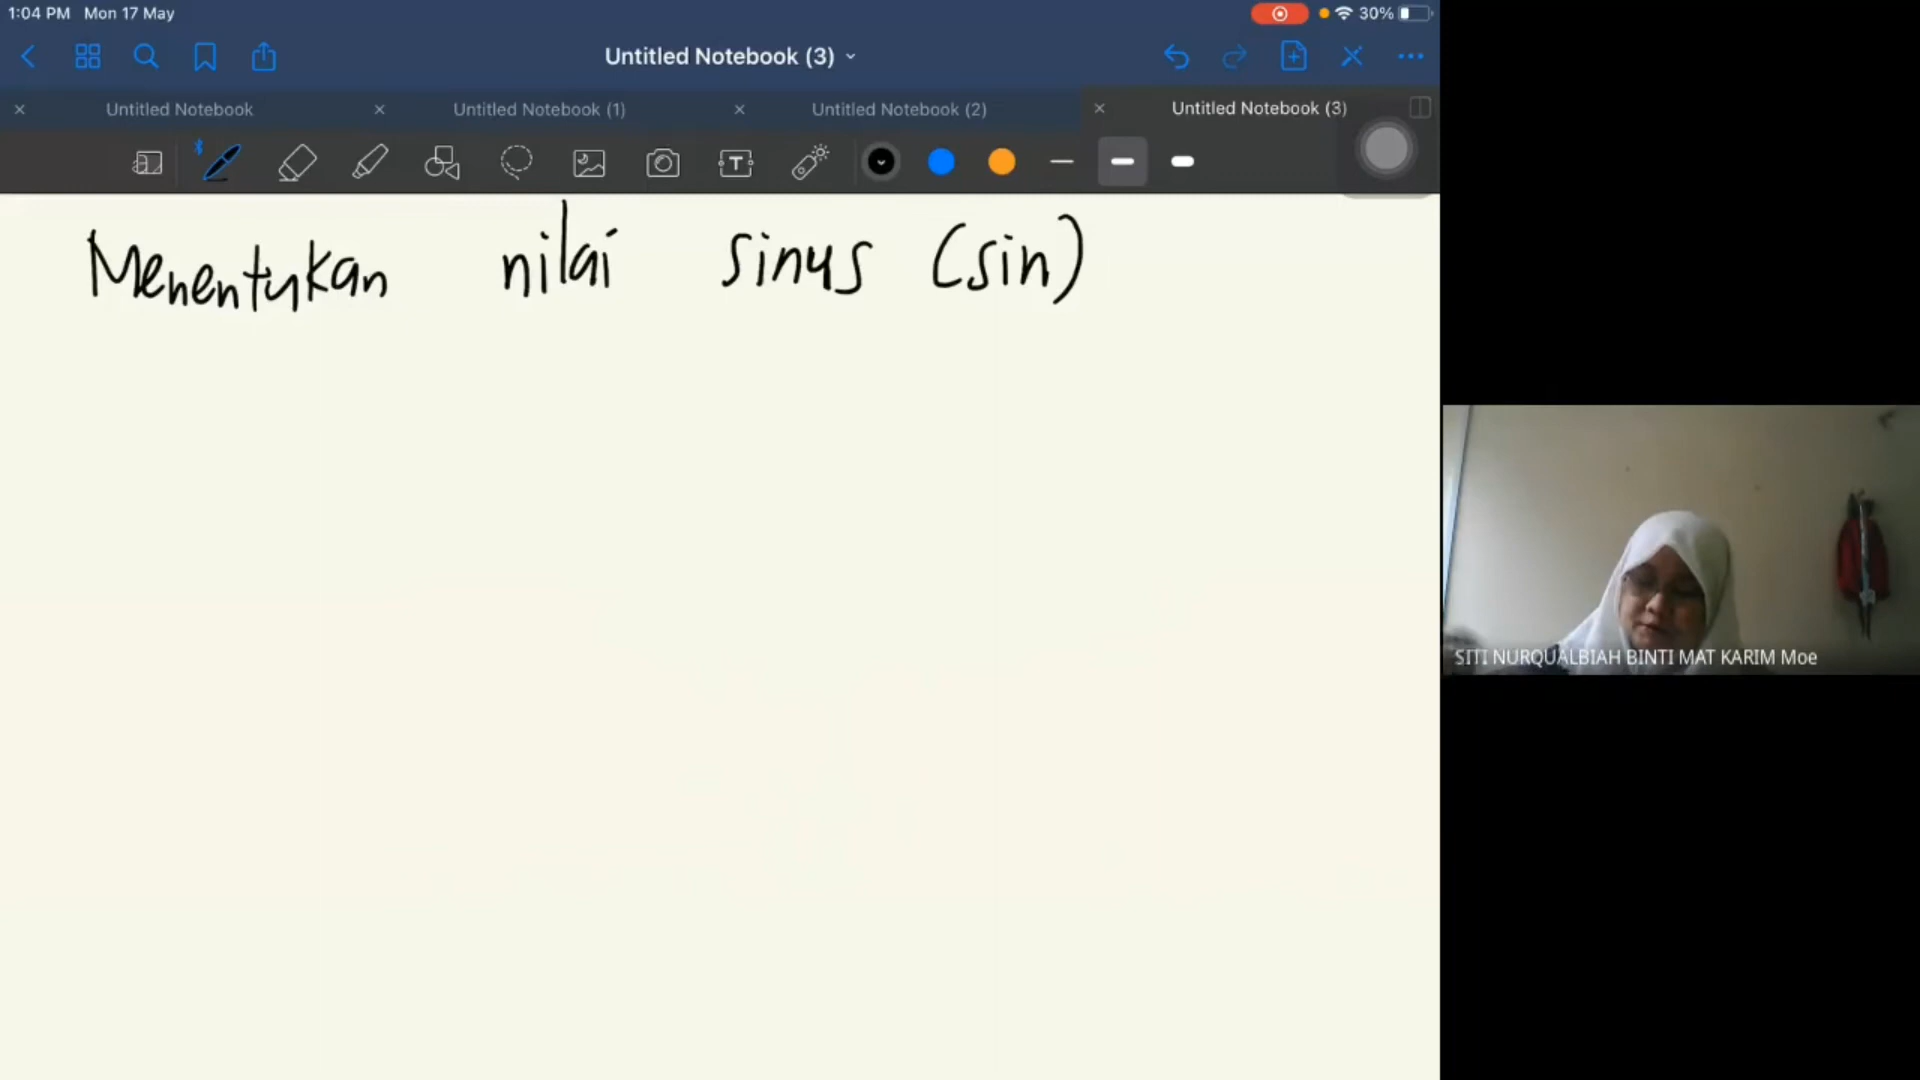 1:04 PM Mon 17 May
30%
Untitled Notebook (3)
Untitled Notebook
Untitled Notebook (1)
Untitled Notebook (2)
Untitled Notebook (3)
T
Menentukan nilai sinus (sin)
SITI NURQUALBIAH BINTI MAT KARIM Moe